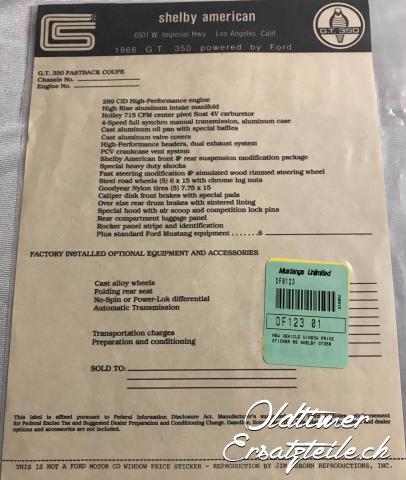 shelby american
6501 W. Imperial Hwy Los Angeles Calif
1966 G.T. 350 powered by Ford
G.T. 350
G.T. 350 FASTBACK COUPE
Chassis No.
Engine No.
289 CID High-Performance engine
High Rise aluminum intake manifold
Holley 715 CFM center pivot float 4V carburetor
4-Speed full synchro manual transmission, aluminum case
Cast aluminum oil pan with special baffles
Cast aluminum valve covers
High-Performance headers, dual exhaust system
PCV crankcase vent system
Shelby American front & rear suspension modification package
Special heavy duty shocks
Fast steering modification & simulated wood rimmed steering wheel
Steel road wheels (5) 6 x 15 with chrome lug nuts
Goodyear Nylon tires (5) 7.75 x 15
Caliper disk front brakes with special pads
Over size rear drum brakes with sintered lining
Special hood with air scoop and competition lock pins
Rear compartment luggage panel
Rocker panel stripe and identification
Plus standard Ford Mustang equipment
FACTORY INSTALLED OPTIONAL EQUIPMENT AND ACCESSORIES
Cast alloy wheels
Folding rear seat
No-Spin or Power-Lok differential
Automatic Transmission
Transportation charges
Preparation and conditioning
SOLD TO:
Mustangs Unlimited
DF0123
DF123 01
NEW VEHICLE WINDOW PRICE
STICKER 66 SHELBY GT350
This label is affixed pursuant to Federal Information Disclosure Act. Manufacturer's
for Federal Excise Tax and Suggested Dealer Preparation and Conditioning Charge. Gasoline,
options and accessories are not included.
Oldtimer
Ersatzteile.ch
THIS IS NOT A FORD MOTOR CO WINDOW PRICE STICKER - REPRODUCTION BY JIM OSBORN REPRODUCTIONS, INC.